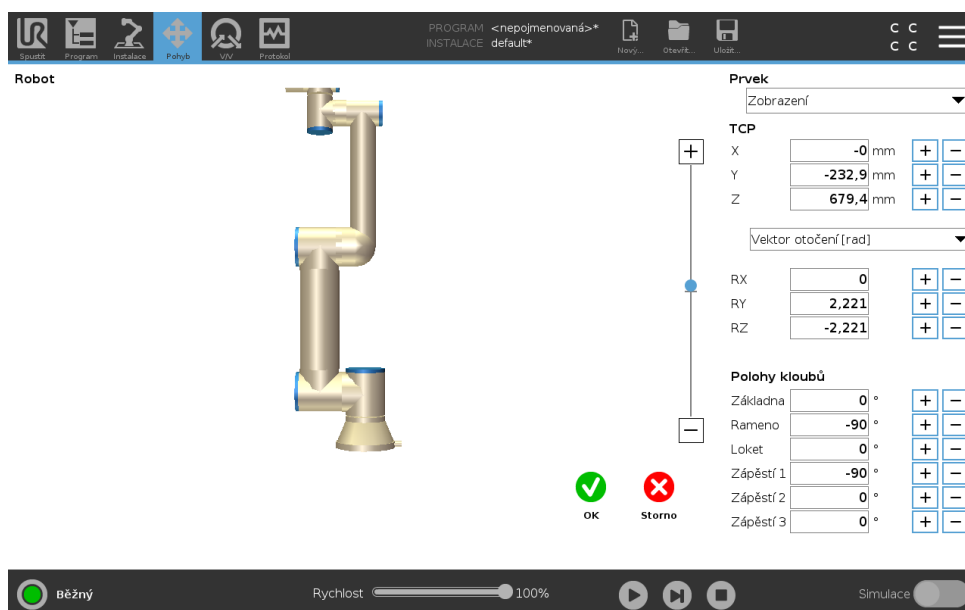 PROGRAM <nepojmenovaná>*
INSTALACE default*
UR
Spustit Program Instalace Pohyb V/V Protokol Nový... Otevřít... Uložit...
C C
C C
Robot
Prvek
Zobrazení
TCP
X -0 mm + −
Y -232,9 mm + −
Z 679,4 mm + −
Vektor otočení [rad]
RX 0 + −
RY 2,221 + −
RZ -2,221 + −
Polohy kloubů
Základna 0 ° + −
Rameno -90 ° + −
Loket 0 ° + −
Zápěstí 1 -90 ° + −
Zápěstí 2 0 ° + −
Zápěstí 3 0 ° + −
+
−
OK Storno
Běžný Rychlost 100% Simulace